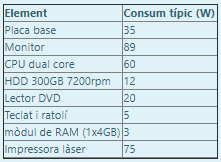 Element Consum típic (W)
Placa base 35
Monitor 89
CPU dual core 60
HDD 300GB 7200rpm 12
Lector DVD 20
Teclat i ratolí 5
mòdul de RAM (1x4GB) 3
Impressora làser 75